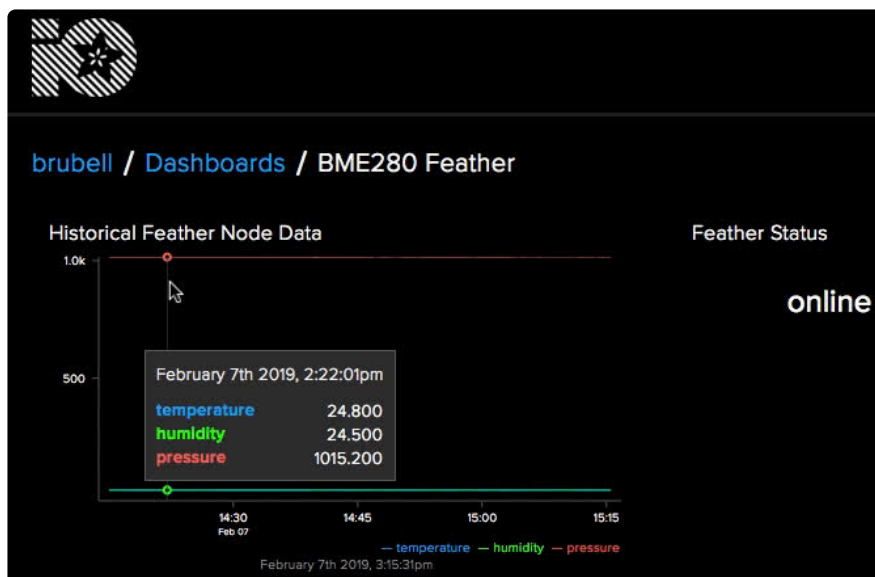 io
brubell / Dashboards / BME280 Feather
Historical Feather Node Data
Feather Status
1.0k
online
500
February 7th 2019, 2:22:01pm
temperature 24.800
humidity 24.500
pressure 1015.200
14:30 14:45 15:00 15:15
Feb 07
temperature humidity pressure
February 7th 2019, 3:15:31pm